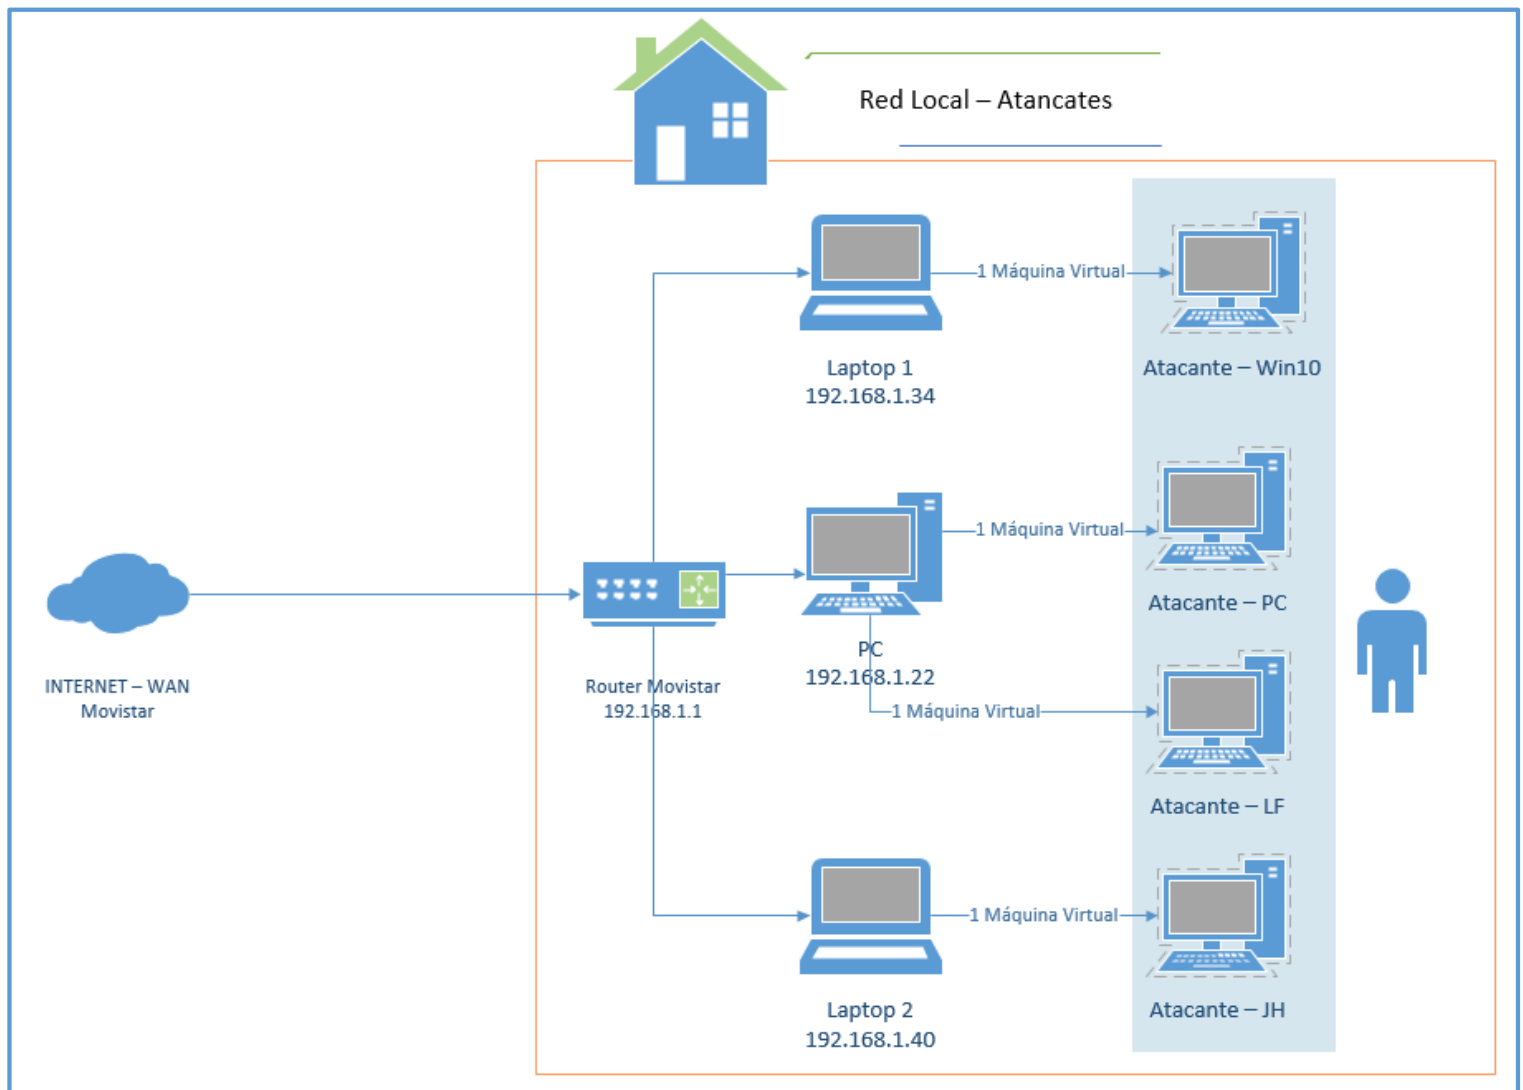 Red Local – Atancates
1 Máquina Virtual
Laptop 1
192.168.1.34
Atacante – Win10
1 Máquina Virtual
Atacante – PC
PC
192.168.1.22
INTERNET – WAN
Movistar
Router Movistar
192.168.1.1
1 Máquina Virtual
Atacante – LF
1 Máquina Virtual
Laptop 2
192.168.1.40
Atacante – JH